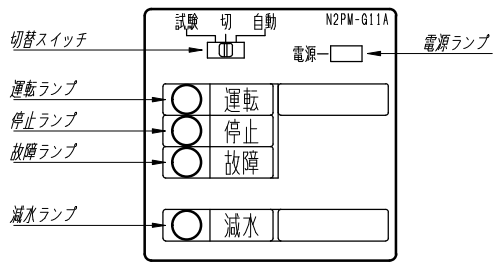 試験 切 自動 N2PM-G11A
切替スイッチ
電源
電源ランプ
運転ランプ
運転
停止ランプ
停止
故障ランプ
故障
減水ランプ
減水